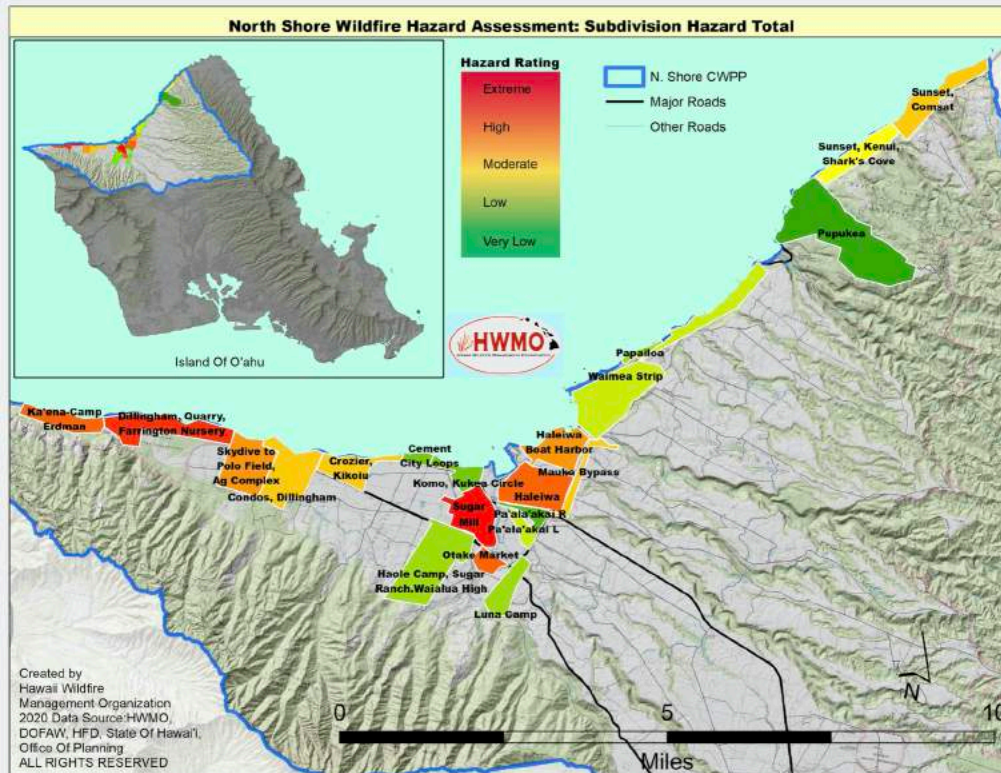 North Shore Wildfire Hazard Assessment: Subdivision Hazard Total
Island Of O'ahu
Hazard Rating
Extreme
High
Moderate
Low
Very Low
N. Shore CWPP
Major Roads
Other Roads
HWMO
Sunset,
Comsat
Sunset, Kenui,
Shark's Cove
Pupukea
Papailoa
Waimea Strip
Ka'ena-Camp
Erdman
Dillingham, Quarry,
Farrington Nursery
Skydive to
Polo Field,
Ag Complex
Condos, Dillingham
Crozier,
Kikolu
Cement
City Loops
Komo, Kukea Circle
Haleiwa
Boat Harbor
Mauka Bypass
Haleiwa
Sugar
Mill
Pa'ala'akai R
Pa'ala'akai L
Otake Market
Haole Camp, Sugar
Ranch.Waialua High
Luna Camp
Created by
Hawaii Wildfire
Management Organization
2020 Data Source:HWMO,
DOFAW, HFD, State Of Hawai'i,
Office Of Planning
ALL RIGHTS RESERVED
0 5 10
Miles
N